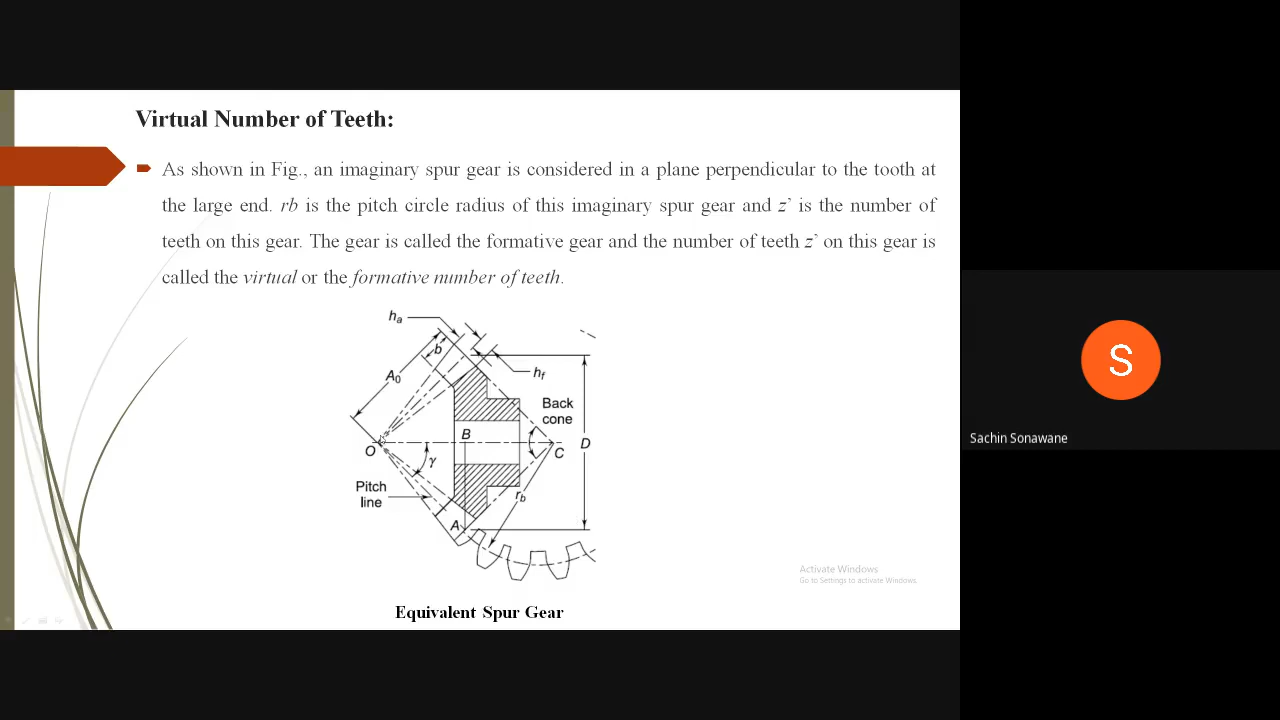 Virtual Number of Teeth:
As shown in Fig., an imaginary spur gear is considered in a plane perpendicular to the tooth at
the large end. rb is the pitch circle radius of this imaginary spur gear and z’ is the number of
teeth on this gear. The gear is called the formative gear and the number of teeth z’ on this gear is
called the virtual or the formative number of teeth.
ha
b
A0
hf
Back
cone
B
D
O
C
γ
Pitch
line
rb
A
Equivalent Spur Gear
Activate Windows
Go to Settings to activate Windows.
S
Sachin Sonawane